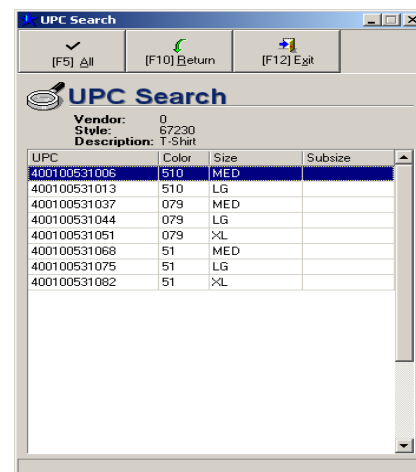 UPC Search
[F5] All [F10] Return [F12] Exit
UPC Search
Vendor: 0
Style: 67230
Description: T-Shirt
UPC Color Size Subsize
400100531006 510 MED
400100531013 510 LG
400100531037 079 MED
400100531044 079 LG
400100531051 079 XL
400100531068 51 MED
400100531075 51 LG
400100531082 51 XL